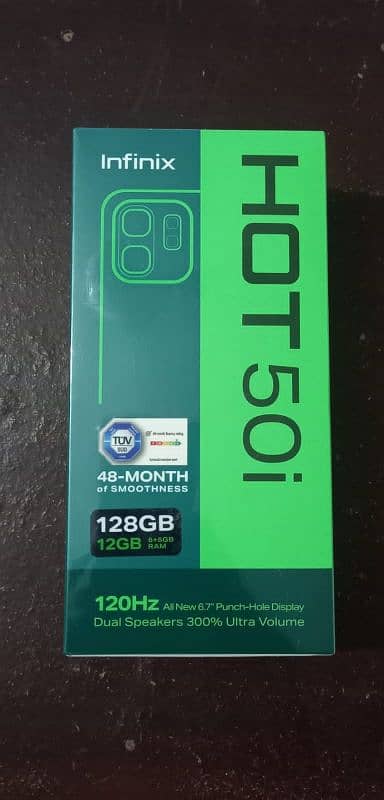 Infinix
HOT 50i
TÜV
SÜD
48-MONTH
of SMOOTHNESS
128GB
12GB 6+6GB
RAM
120Hz All New 6.7" Punch-Hole Display
Dual Speakers 300% Ultra Volume